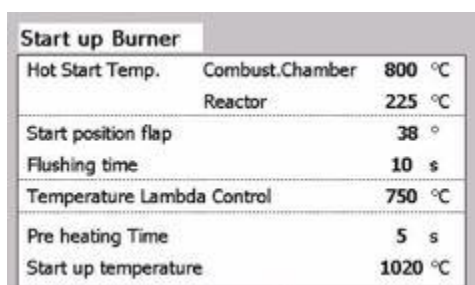 Start up Burner
Hot Start Temp. Combust.Chamber 800 °C
Reactor 225 °C
Start position flap 38 °
Flushing time 10 s
Temperature Lambda Control 750 °C
Pre heating Time 5 s
Start up temperature 1020 °C